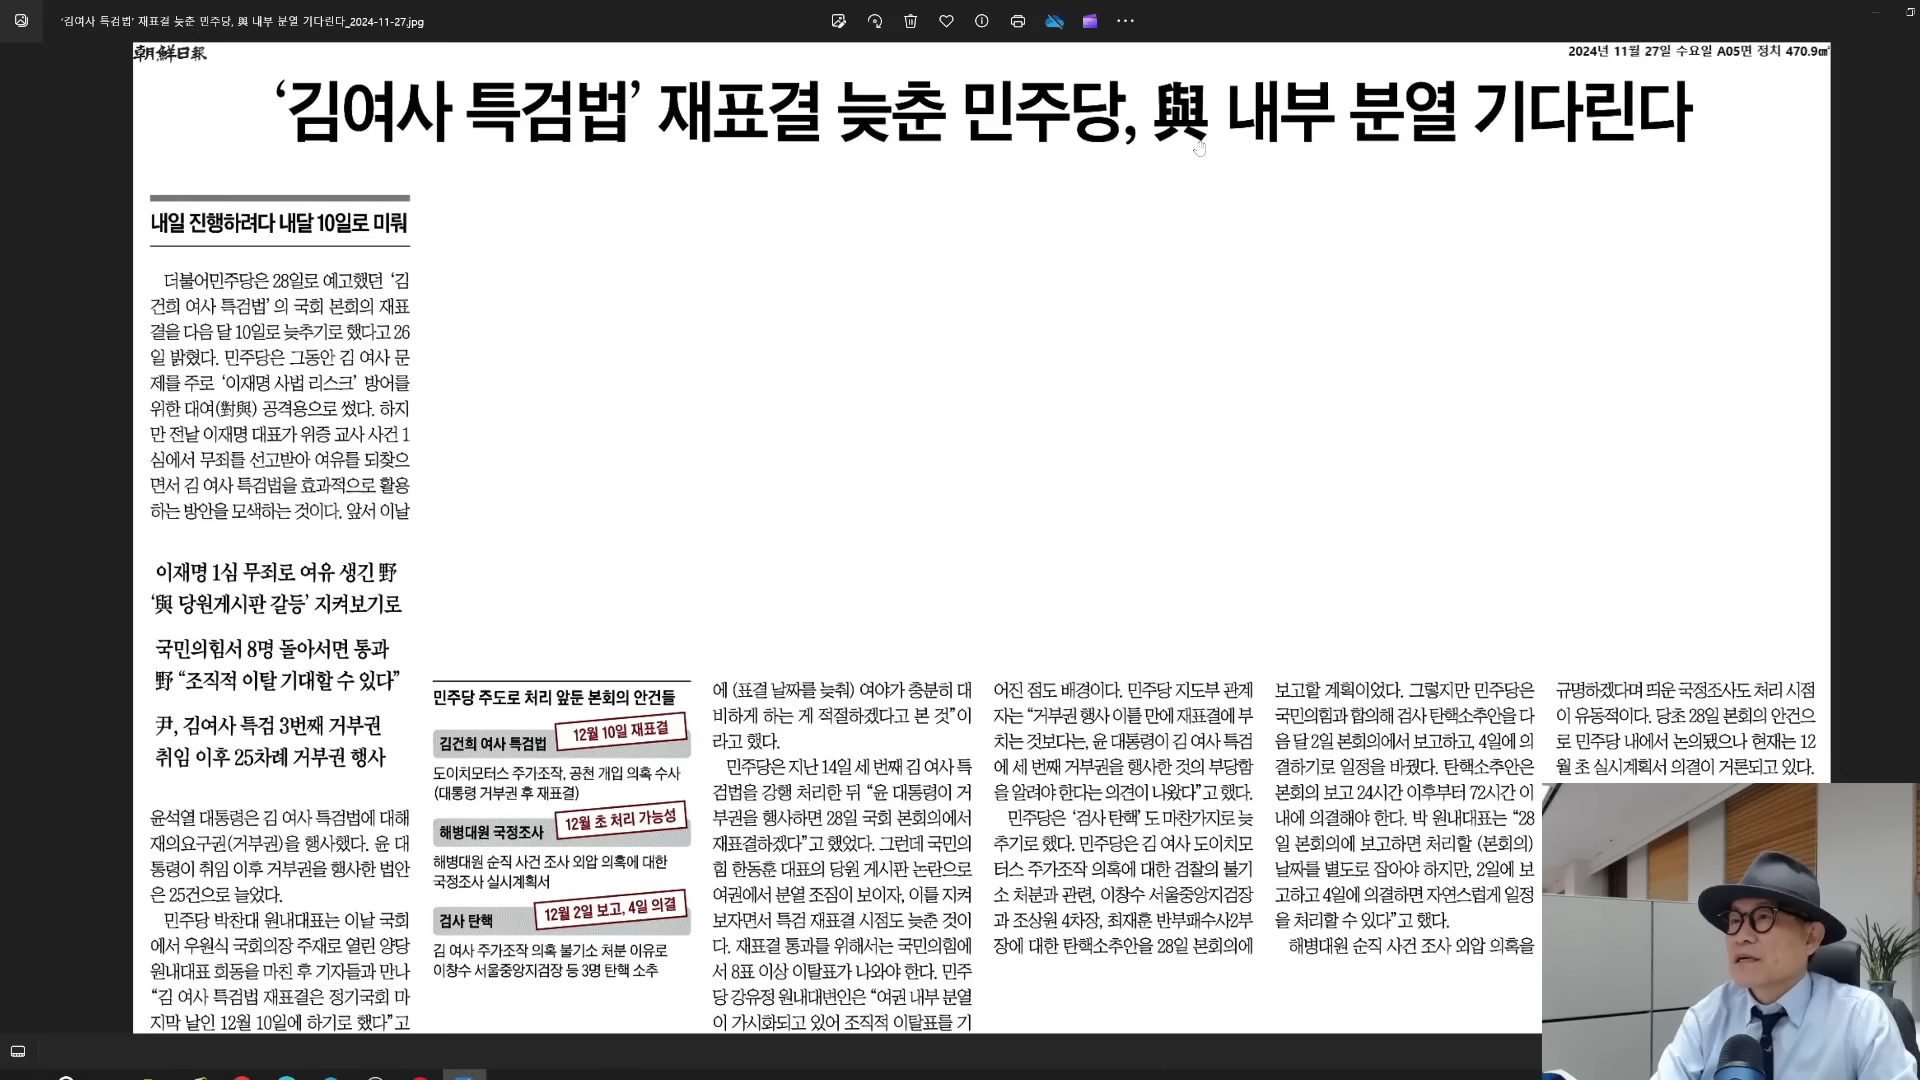 ‘김여사 특검법’ 재표결 늦춘 민주당, 與 내부 분열 기다린다_2024-11-27.jpg
朝鮮日報
2024년 11월 27일 수요일 A05면 정치 470.9㎠
‘김여사 특검법’ 재표결 늦춘 민주당, 與 내부 분열 기다린다
내일 진행하려다 내달 10일로 미뤄
더불어민주당은 28일로 예고했던 ‘김
건희 여사 특검법’의 국회 본회의 재표
결을 다음 달 10일로 늦추기로 했다고 26
일 밝혔다. 민주당은 그동안 김 여사 문
제를 주로 ‘이재명 사법 리스크’ 방어를
위한 대여(對與) 공격용으로 썼다. 하지
만 전날 이재명 대표가 위증 교사 사건 1
심에서 무죄를 선고받아 여유를 되찾으
면서 김 여사 특검법을 효과적으로 활용
하는 방안을 모색하는 것이다. 앞서 이날
이재명 1심 무죄로 여유 생긴 野
‘與 당원게시판 갈등’ 지켜보기로
국민의힘서 8명 돌아서면 통과
野 “조직적 이탈 기대할 수 있다”
尹, 김여사 특검 3번째 거부권
취임 이후 25차례 거부권 행사
윤석열 대통령은 김 여사 특검법에 대해
재의요구권(거부권)을 행사했다. 윤 대
통령이 취임 이후 거부권을 행사한 법안
은 25건으로 늘었다.
민주당 박찬대 원내대표는 이날 국회
에서 우원식 국회의장 주재로 열린 양당
원내대표 회동을 마친 후 기자들과 만나
“김 여사 특검법 재표결은 정기국회 마
지막 날인 12월 10일에 하기로 했다”고
민주당 주도로 처리 앞둔 본회의 안건들
김건희 여사 특검법 12월 10일 재표결
도이치모터스 주가조작, 공천 개입 의혹 수사
(대통령 거부권 후 재표결)
해병대원 국정조사 12월 초 처리 가능성
해병대원 순직 사건 조사 외압 의혹에 대한
국정조사 실시계획서
검사 탄핵 12월 2일 보고, 4일 의결
김 여사 주가조작 의혹 불기소 처분 이유로
이창수 서울중앙지검장 등 3명 탄핵 소추
에 (표결 날짜를 늦춰) 여야가 충분히 대
비하게 하는 게 적절하겠다고 본 것”이
라고 했다.
민주당은 지난 14일 세 번째 김 여사 특
검법을 강행 처리한 뒤 “윤 대통령이 거
부권을 행사하면 28일 국회 본회의에서
재표결하겠다”고 했었다. 그런데 국민의
힘 한동훈 대표의 당원 게시판 논란으로
여권에서 분열 조짐이 보이자, 이를 지켜
보자면서 특검 재표결 시점도 늦춘 것이
다. 재표결 통과를 위해서는 국민의힘에
서 8표 이상 이탈표가 나와야 한다. 민주
당 강유정 원내대변인은 “여권 내부 분열
이 가시화되고 있어 조직적 이탈표를 기
어진 점도 배경이다. 민주당 지도부 관계
자는 “거부권 행사 이틀 만에 재표결에 부
치는 것보다는, 윤 대통령이 김 여사 특검
에 세 번째 거부권을 행사한 것의 부당함
을 알려야 한다는 의견이 나왔다”고 했다.
민주당은 ‘검사 탄핵’도 마찬가지로 늦
추기로 했다. 민주당은 김 여사 도이치모
터스 주가조작 의혹에 대한 검찰의 불기
소 처분과 관련, 이창수 서울중앙지검장
과 조상원 4차장, 최재훈 반부패수사2부
장에 대한 탄핵소추안을 28일 본회의에
보고할 계획이었다. 그렇지만 민주당은
국민의힘과 합의해 검사 탄핵소추안을 다
음 달 2일 본회의에서 보고하고, 4일에 의
결하기로 일정을 바꿨다. 탄핵소추안은
본회의 보고 24시간 이후부터 72시간 이
내에 의결해야 한다. 박 원내대표는 “28
일 본회의에 보고하면 처리할 (본회의)
날짜를 별도로 잡아야 하지만, 2일에 보
고하고 4일에 의결하면 자연스럽게 일정
을 처리할 수 있다”고 했다.
해병대원 순직 사건 조사 외압 의혹을
규명하겠다며 띄운 국정조사도 처리 시점
이 유동적이다. 당초 28일 본회의 안건으
로 민주당 내에서 논의됐으나 현재는 12
월 초 실시계획서 의결이 거론되고 있다.